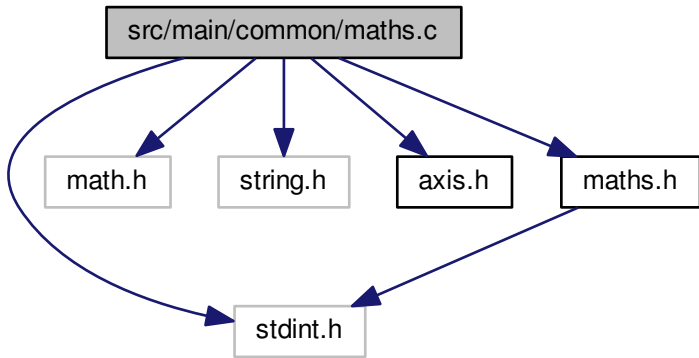 src/main/common/maths.c
math.h
string.h
axis.h
maths.h
stdint.h